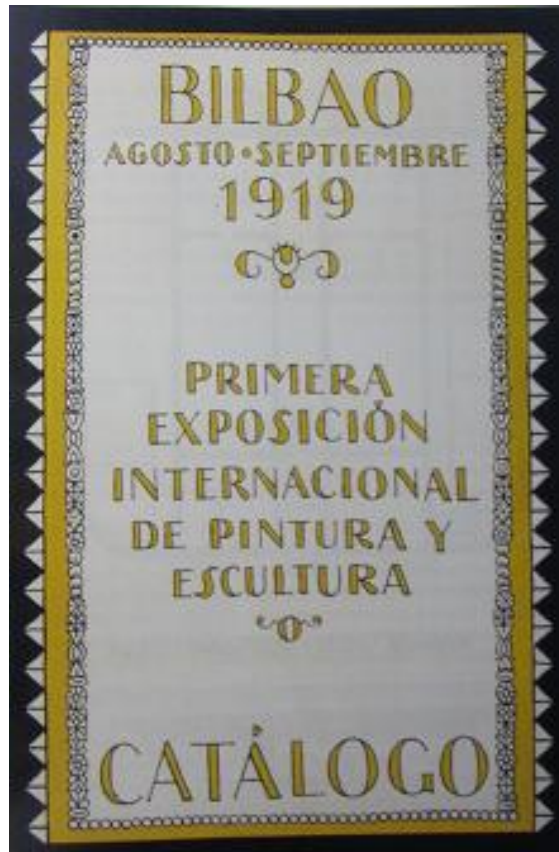 BILBAO
AGOSTO • SEPTIEMBRE
1919
PRIMERA
EXPOSICIÓN
INTERNACIONAL
DE PINTURA Y
ESCULTURA
CATÁLOGO